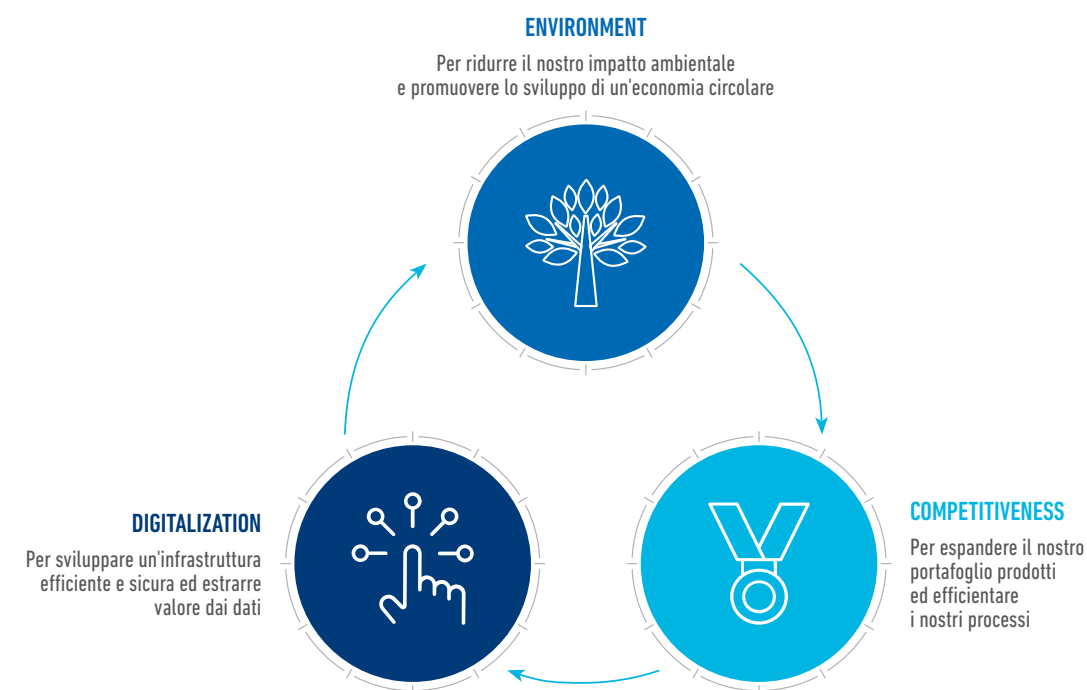 ENVIRONMENT
Per ridurre il nostro impatto ambientale
e promuovere lo sviluppo di un'economia circolare
DIGITALIZATION
Per sviluppare un'infrastruttura
efficiente e sicura ed estrarre
valore dai dati
COMPETITIVENESS
Per espandere il nostro
portafoglio prodotti
ed efficientare
i nostri processi